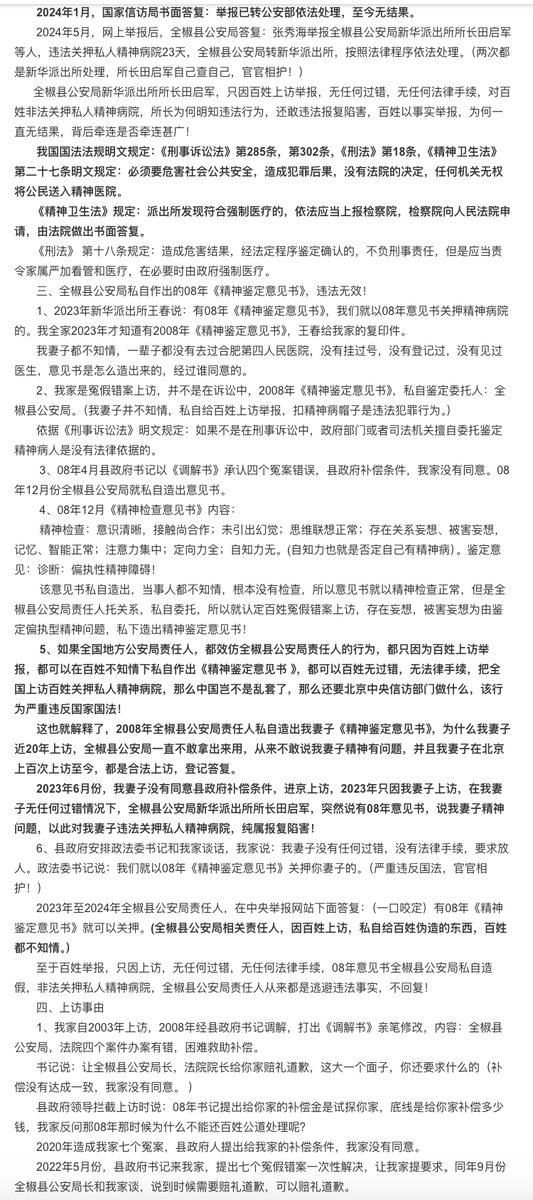 2024年1月，国家信访局书面答复：举报已转公安部依法处理，至今无结果。
2024年5月，网上举报后，全椒县公安局答复：张秀海举报全椒县公安局新华派出所所长田启军
等人，违法关押私人精神病院23天，全椒县公安局转新华派出所，按照法律程序依法处理。（两次都
是新华派出所处理，所长田启军自己查自己，官官相护！）
全椒县公安局新华派出所所长田启军，只因百姓上访举报，无任何过错，无任何法律手续，对百
姓非法关押私人精神病院，所长为何明知违法行为，还敢违法报复陷害，百姓以事实举报，为何一
直无结果，背后牵连是否牵连甚广！
我国国法法规明文规定：《刑事诉讼法》第285条，第302条，《刑法》第18条，《精神卫生法》
第二十七条明文规定：必须要危害社会公共安全，造成犯罪后果，没有法院的决定，任何机关无权
将公民送入精神医院。
《精神卫生法》规定：派出所发现符合强制医疗的，依法应当上报检察院，检察院向人民法院申
请，由法院做出书面答复。
《刑法》 第十八条规定：造成危害结果，经法定程序鉴定确认的，不负刑事责任，但是应当责
令家属严加看管和医疗，在必要时由政府强制医疗。
三、全椒县公安局私自作出的08年《精神鉴定意见书》，违法无效！
1、2023年新华派出所王春说：有08年《精神鉴定意见书》，我们就以08年意见书关押精神病院
的。我全家2023年才知道有2008年《精神鉴定意见书》，王春给我家的复印件。
我妻子都不知情，一辈子都没有去过合肥第四人民医院，没有挂过号，没有登记过，没有见过
医生，意见书是怎么造出来的，经过谁同意的。
2、我家是冤假错案上访，并不是在诉讼中，2008年《精神鉴定意见书》，私自鉴定委托人：全
椒县公安局。（我妻子并不知情，私自给百姓上访举报，扣精神病帽子是违法犯罪行为。）
依据《刑事诉讼法》明文规定：如果不是在刑事诉讼中，政府部门或者司法机关擅自委托鉴定
精神病人是没有法律依据的。
3、08年4月县政府书记以《调解书》承认四个冤案错误，县政府补偿条件，我家没有同意。08
年12月份全椒县公安局就私自造出意见书。
4、08年12月《精神检查意见书》内容：
精神检查：意识清晰，接触尚合作；未引出幻觉；思维联想正常；存在关系妄想、被害妄想，
记忆、智能正常；注意力集中；定向力全；自知力无。(自知力也就是否定自己有精神病）。鉴定意
见：诊断：偏执性精神障碍！
该意见书私自造出，当事人都不知情，根本没有检查，所以意见书就以精神检查正常，但是全
椒县公安局责任人托关系，私自委托，所以就认定百姓冤假错案上访，存在妄想，被害妄想为由鉴
定偏执型精神问题，私下造出精神鉴定意见书！
5、如果全国地方公安局责任人，都效仿全椒县公安局责任人的行为，都只因为百姓上访举
报，都可以在百姓不知情下私自作出《精神鉴定意见书 》，都可以百姓无过错，无法律手续，把全
国上访百姓关押私人精神病院，那么中国岂不是乱套了，那么还要北京中央信访部门做什么，该行
为严重违反国家国法！
这也就解释了，2008年全椒县公安局责任人私自造出我妻子《精神鉴定意见书》，为什么我妻子
近20年上访，全椒县公安局一直不敢拿出来用，从来不敢说我妻子精神有问题，并且我妻子在北京
上百次上访至今，都是合法上访，登记答复。
2023年6月份，我妻子没有同意县政府补偿条件，进京上访，2023年只因我妻子上访，在我妻
子无任何过错情况下，全椒县公安局新华派出所所长田启军，突然说有08年意见书，说我妻子精神
问题，以此对我妻子违法关押私人精神病院，纯属报复陷害！
6、县政府安排政法委书记和我家谈话，我家说：我妻子没有任何过错，没有法律手续，要求放
人。政法委书记说：我们就以08年《精神鉴定意见书》关押你妻子的。（严重违反国法，官官相
护！）
2023年至2024年全椒县公安局责任人，在中央举报网站下面答复：（一口咬定）有08年《精神
鉴定意见书》就可以关押。(全椒县公安局相关责任人，因百姓上访，私自给百姓伪造的东西，百姓
都不知情。）
至于百姓举报，只因上访，无任何过错，无任何法律手续，08年意见书全椒县公安局私自造
假，非法关押私人精神病院，全椒县公安局责任人从来都是逃避违法事实，不回复！
四、上访事由
1、我家自2003年上访，2008年经县政府书记调解，打出《调解书》亲笔修改，内容：全椒县
公安局，法院四个案件办案有错，困难救助补偿。
书记说：让全椒县公安局长，法院院长给你家赔礼道歉，这大一个面子，你还要求什么的（补
偿没有达成一致，我家没有同意。 ）
县政府领导拦截上访时说：08年书记提出给你家的补偿金是试探你家，底线是给你家补偿多少
钱，我家反问那08年那时候为什么不能还百姓公道处理呢?
2020年造成我家七个冤案，县政府人提出给我家的补偿条件，我家没有同意。
2022年5月份，县政府书记来我家，提出七个冤假错案一次性解决，让我家提要求。同年9月份
全椒县公安局长和我家谈，说到时候需要赔礼道歉，可以赔礼道歉。